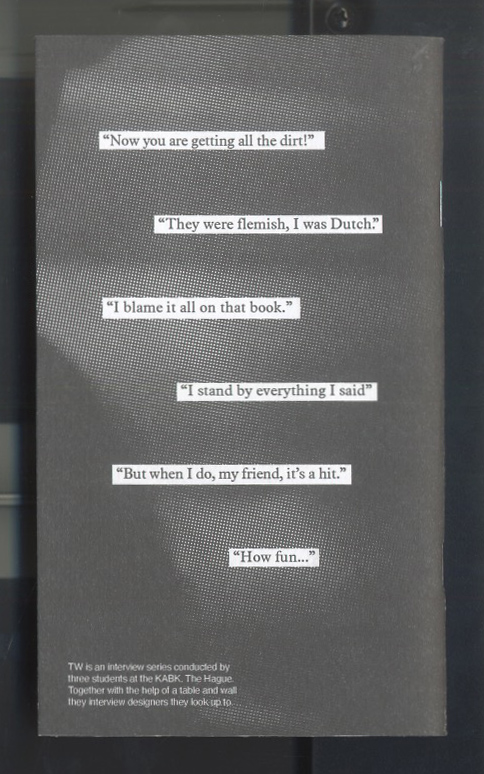 “Now you are getting all the dirt!”
“They were flemish, I was Dutch.”
“I blame it all on that book.”
“I stand by everything I said”
“But when I do, my friend, it’s a hit.”
“How fun...”
TW is an interview series conducted by
three students at the KABK, The Hague.
Together with the help of a table and wall
they interview designers they look up to.